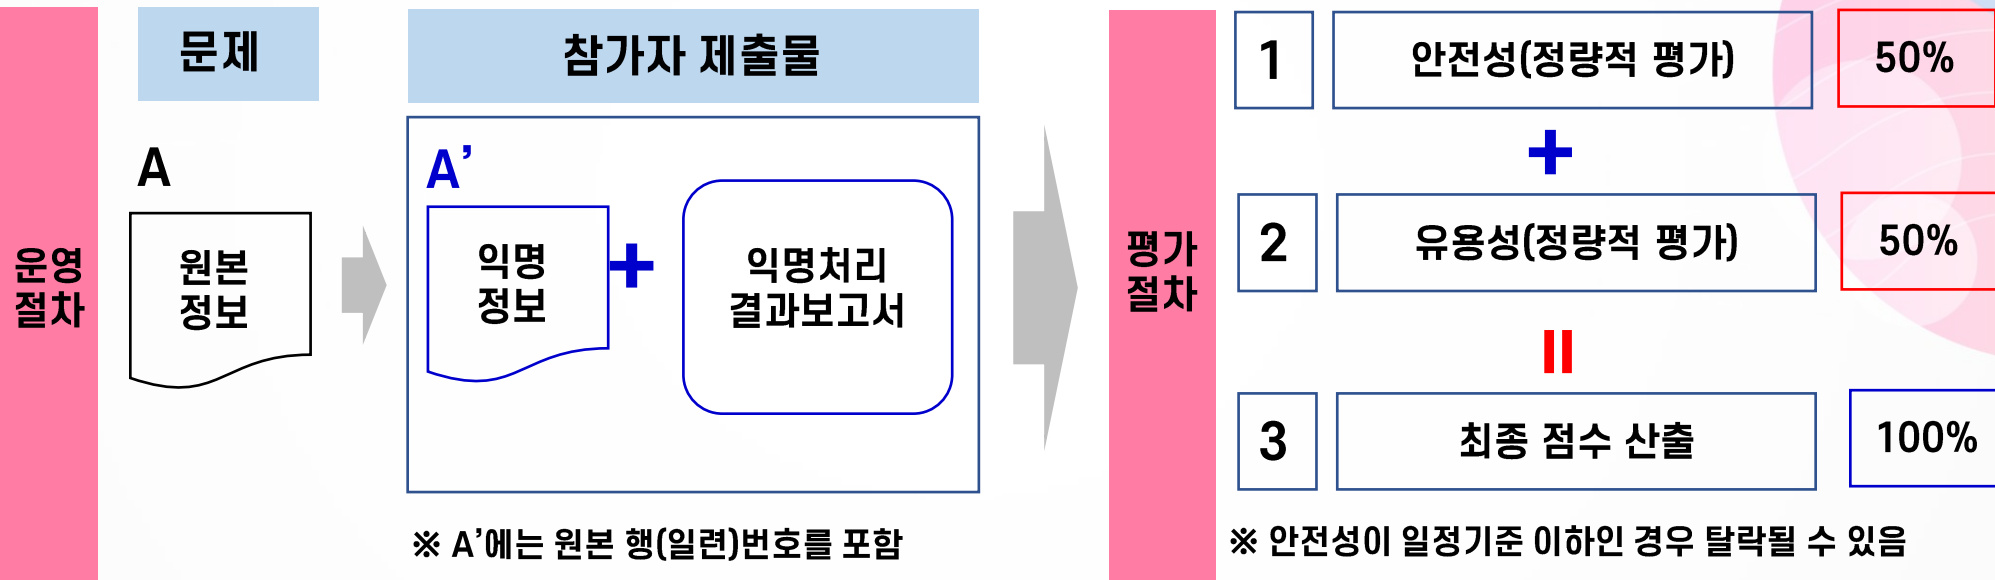 운영
절차
문제
A
원본
정보
참가자 제출물
A’
익명
정보
+
익명처리
결과보고서
※ A’에는 원본 행(일련)번호를 포함
평가
절차
1
안전성(정량적 평가)
50%
+
2
유용성(정량적 평가)
50%
=
3
최종 점수 산출
100%
※ 안전성이 일정기준 이하인 경우 탈락될 수 있음